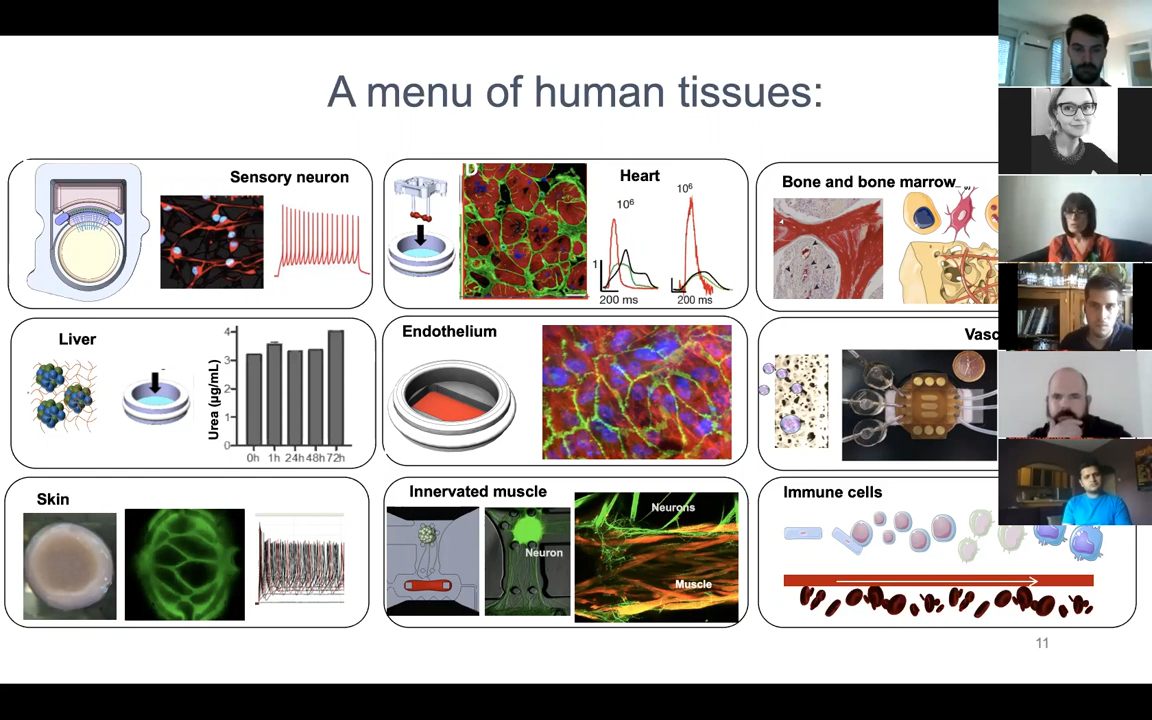 A menu of human tissues:
Sensory neuron
D
Heart
10⁶
10⁶
1
200 ms
200 ms
Bone and bone marrow
Liver
Urea (µg/mL)
4
3
2
1
0
0h 1h 24h 48h 72h
Endothelium
Vasc
Skin
Innervated muscle
Neuron
Neurons
Muscle
Immune cells
11